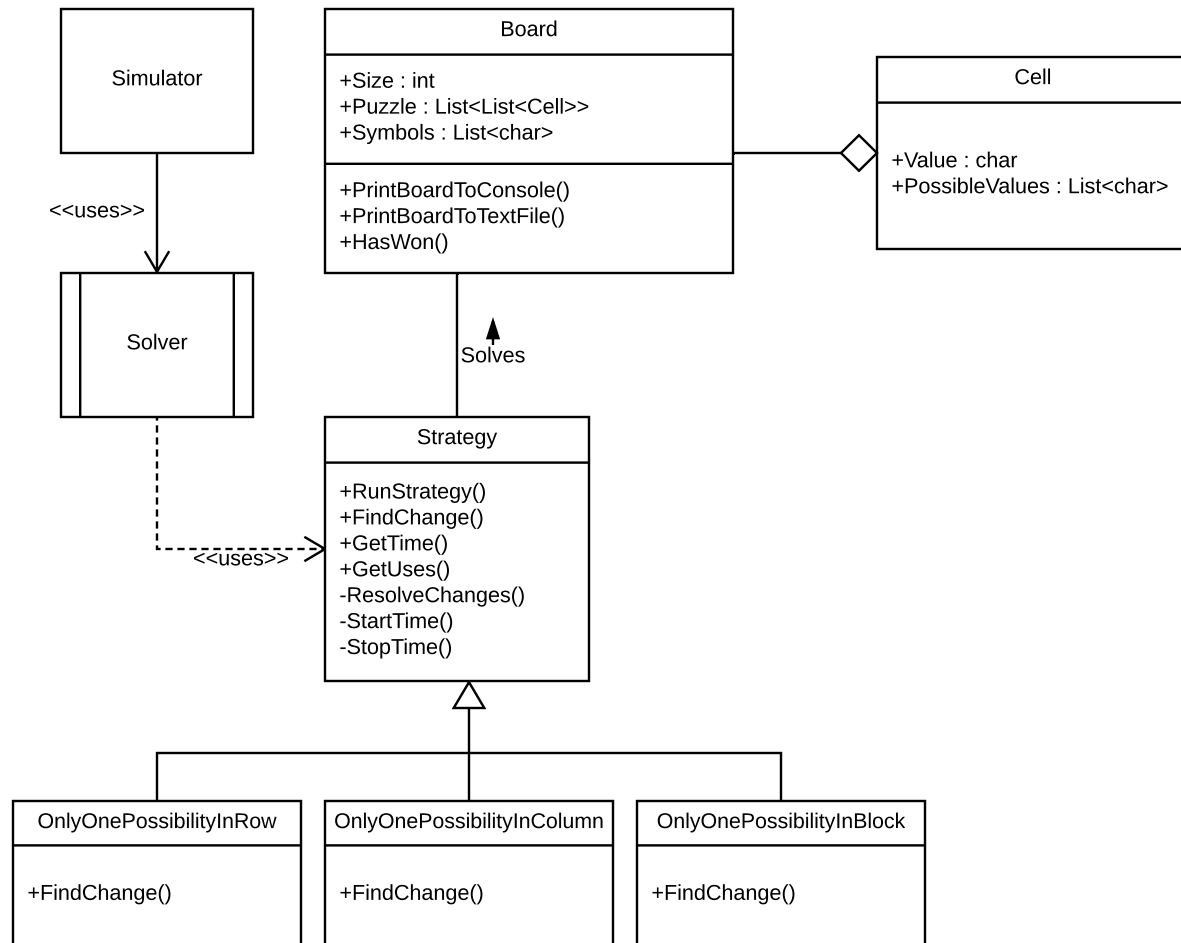 Simulator
<<uses>>
Solver
<<uses>>
Board
+Size : int
+Puzzle : List<List<Cell>>
+Symbols : List<char>
+PrintBoardToConsole()
+PrintBoardToTextFile()
+HasWon()
Cell
+Value : char
+PossibleValues : List<char>
Solves
Strategy
+RunStrategy()
+FindChange()
+GetTime()
+GetUses()
-ResolveChanges()
-StartTime()
-StopTime()
OnlyOnePossibilityInRow
+FindChange()
OnlyOnePossibilityInColumn
+FindChange()
OnlyOnePossibilityInBlock
+FindChange()